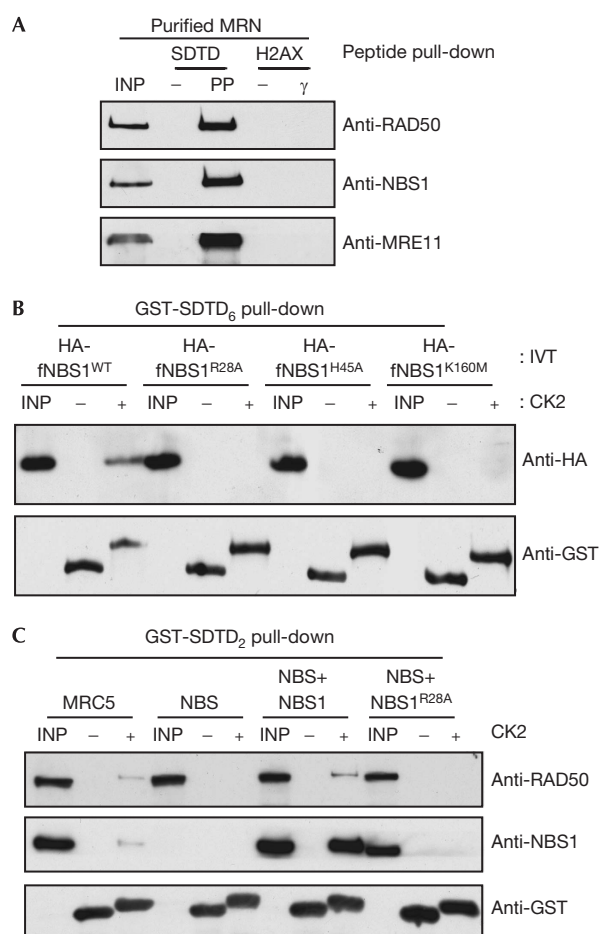 A
Purified MRN
SDTD H2AX Peptide pull-down
INP – PP – γ
Anti-RAD50
Anti-NBS1
Anti-MRE11
B
GST-SDTD6 pull-down
HA- HA- HA- HA-
fNBS1WT fNBS1R28A fNBS1H45A fNBS1K160M : IVT
INP – + INP – + INP – + INP – + : CK2
Anti-HA
Anti-GST
C
GST-SDTD2 pull-down
NBS+ NBS+
MRC5 NBS NBS1 NBS1R28A
INP – + INP – + INP – + INP – + CK2
Anti-RAD50
Anti-NBS1
Anti-GST